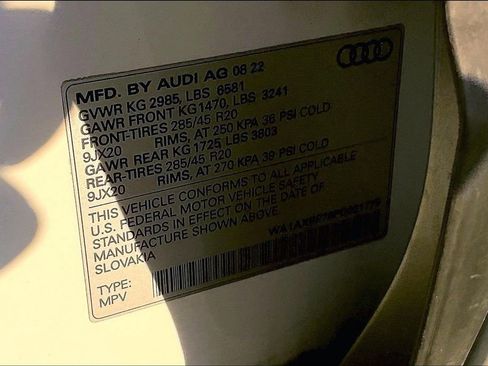 MFD. BY AUDI AG 08 22
GVWR KG 2985, LBS 6581
GAWR FRONT KG 1470, LBS 3241
FRONT-TIRES 285/45 R20
9JX20 RIMS, AT 250 KPA 36 PSI COLD
GAWR REAR KG 1725 LBS 3803
REAR-TIRES 285/45 R20
9JX20 RIMS, AT 270 KPA 39 PSI COLD
THIS VEHICLE CONFORMS TO ALL APPLICABLE
U.S. FEDERAL MOTOR VEHICLE SAFETY
STANDARDS IN EFFECT ON THE DATE OF
MANUFACTURE SHOWN ABOVE.
SLOVAKIA
TYPE:
MPV